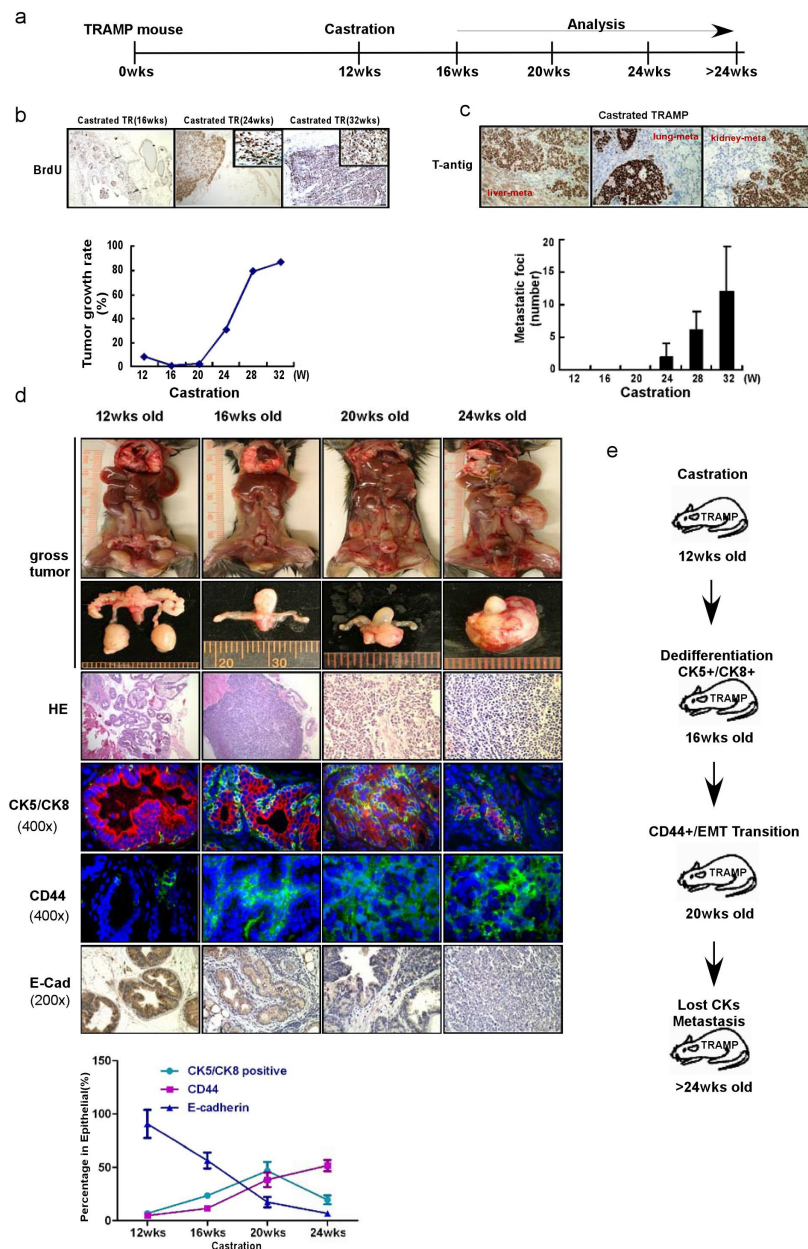 a
TRAMP mouse
Castration
Analysis
0wks
12wks
16wks
20wks
24wks
>24wks
b
Castrated TR(16wks)
Castrated TR(24wks)
Castrated TR(32wks)
BrdU
Tumor growth rate
(%)
100
80
60
40
20
0
12
16
20
24
28
32
(W)
Castration
c
Castrated TRAMP
T-antig
liver-meta
lung-meta
kidney-meta
Metastatic foci
(number)
20
15
10
5
0
12
16
20
24
28
32
(W)
Castration
d
12wks old
16wks old
20wks old
24wks old
gross
tumor
20
30
HE
CK5/CK8
(400x)
CD44
(400x)
E-Cad
(200x)
Percentage in Epithelial(%)
150
100
50
0
CK5/CK8 positive
CD44
E-cadherin
12wks
16wks
20wks
24wks
Castration
e
Castration
TRAMP
12wks old
Dedifferentiation
CK5+/CK8+
TRAMP
16wks old
CD44+/EMT Transition
TRAMP
20wks old
Lost CKs
Metastasis
TRAMP
>24wks old